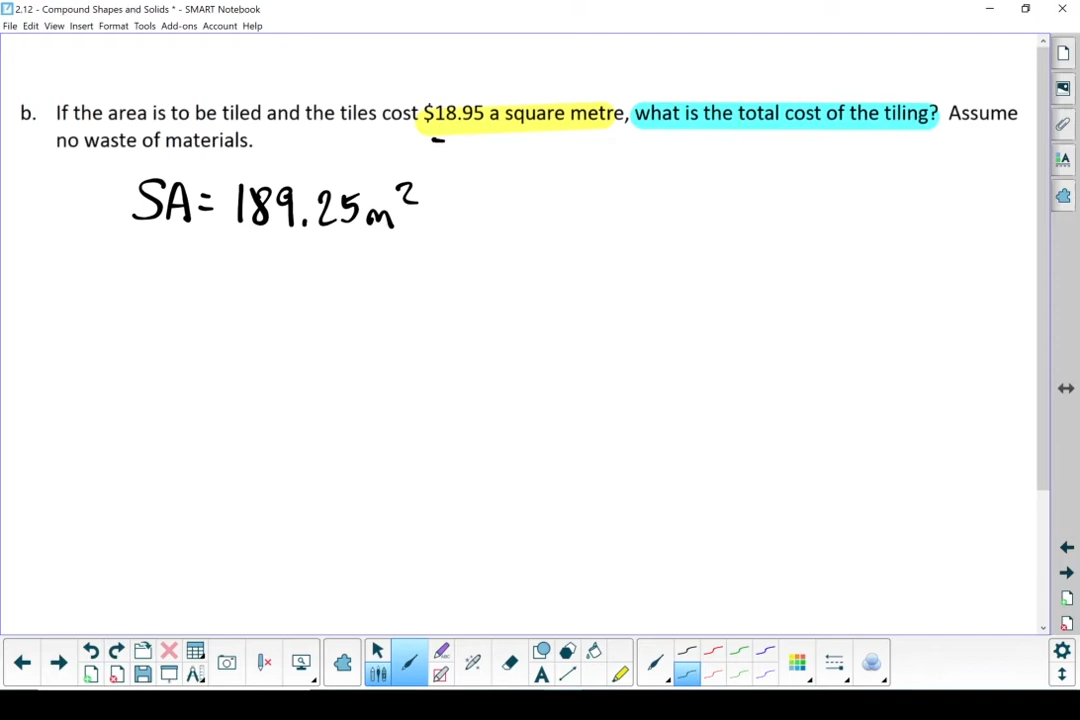 2.12 - Compound Shapes and Solids * - SMART Notebook
File Edit View Insert Format Tools Add-ons Account Help
b. If the area is to be tiled and the tiles cost $18.95 a square metre, what is the total cost of the tiling? Assume
no waste of materials.
SA= 189.25m²